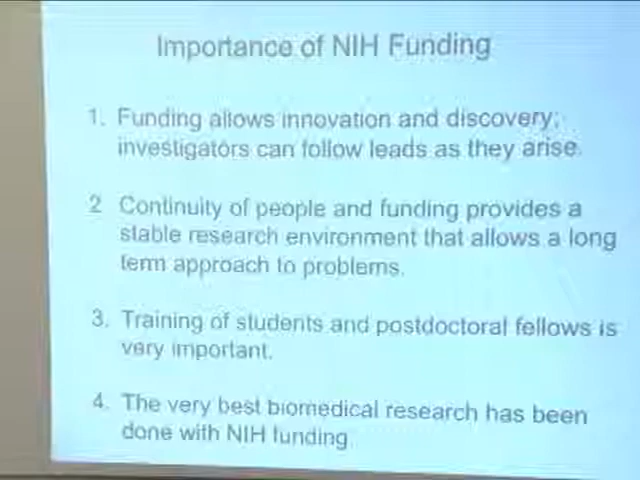 Importance of NIH Funding
1. Funding allows innovation and discovery;
investigators can follow leads as they arise.
2 Continuity of people and funding provides a
stable research environment that allows a long
term approach to problems.
3. Training of students and postdoctoral fellows is
very important.
4. The very best biomedical research has been
done with NIH funding.